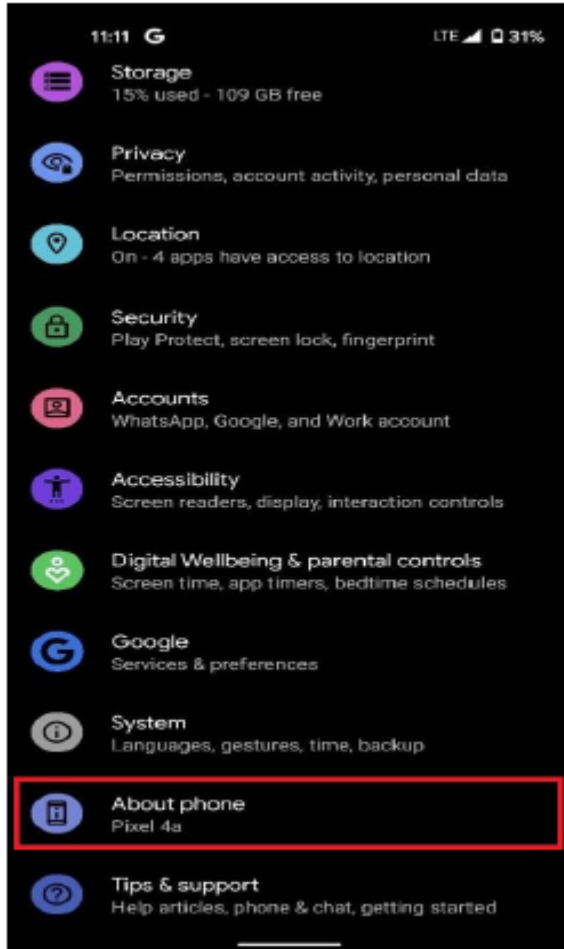 11:11 G LTE 31%
Storage
15% used - 109 GB free
Privacy
Permissions, account activity, personal data
Location
On - 4 apps have access to location
Security
Play Protect, screen lock, fingerprint
Accounts
WhatsApp, Google, and Work account
Accessibility
Screen readers, display, interaction controls
Digital Wellbeing & parental controls
Screen time, app timers, bedtime schedules
G
Google
Services & preferences
System
Languages, gestures, time, backup
About phone
Pixel 4a
Tips & support
Help articles, phone & chat, getting started